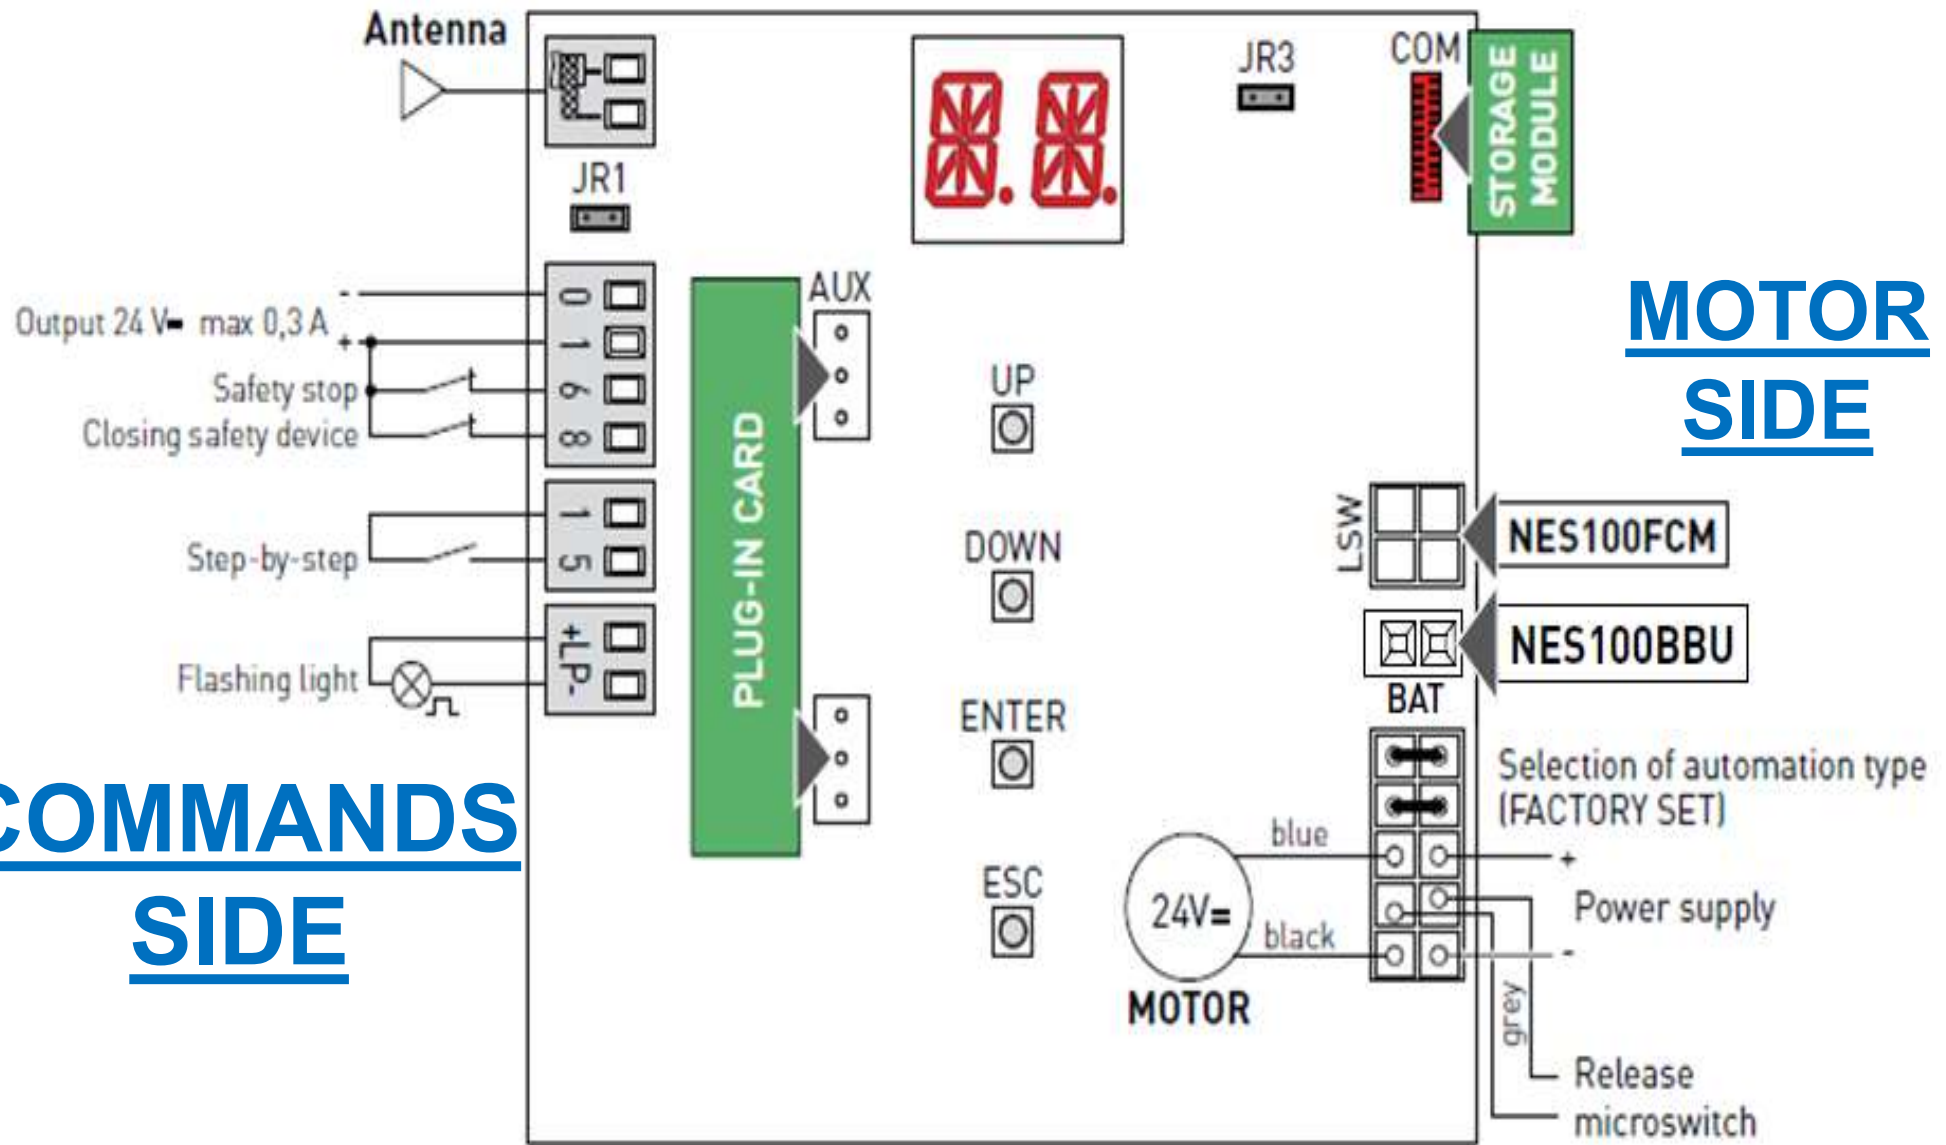 Antenna
JR1
JR3
COM
STORAGE
MODULE
-
Output 24 V= max 0,3 A
+
Safety stop
Closing safety device
0
1
6
8
AUX
PLUG-IN CARD
UP
MOTOR
SIDE
Step-by-step
1
5
DOWN
LSW
NES100FCM
NES100BBU
BAT
Flashing light
+LP-
ENTER
COMMANDS
SIDE
Selection of automation type
(FACTORY SET)
ESC
blue
24V=
black
MOTOR
+
Power supply
-
grey
Release
microswitch